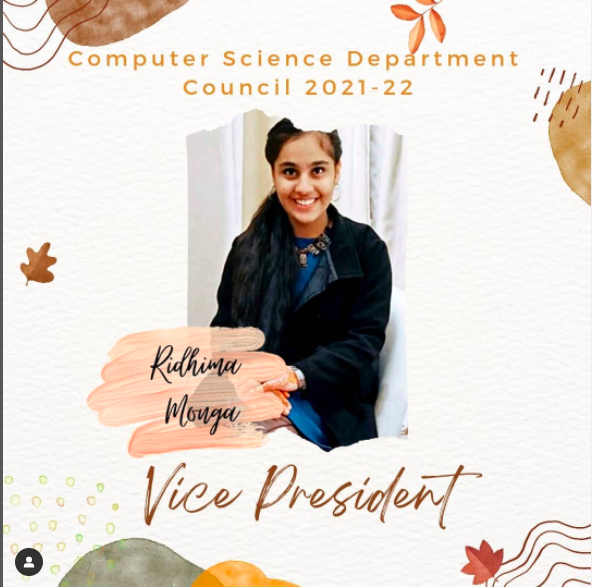 Computer Science Department
Council 2021-22
Ridhima
Monga
Vice President